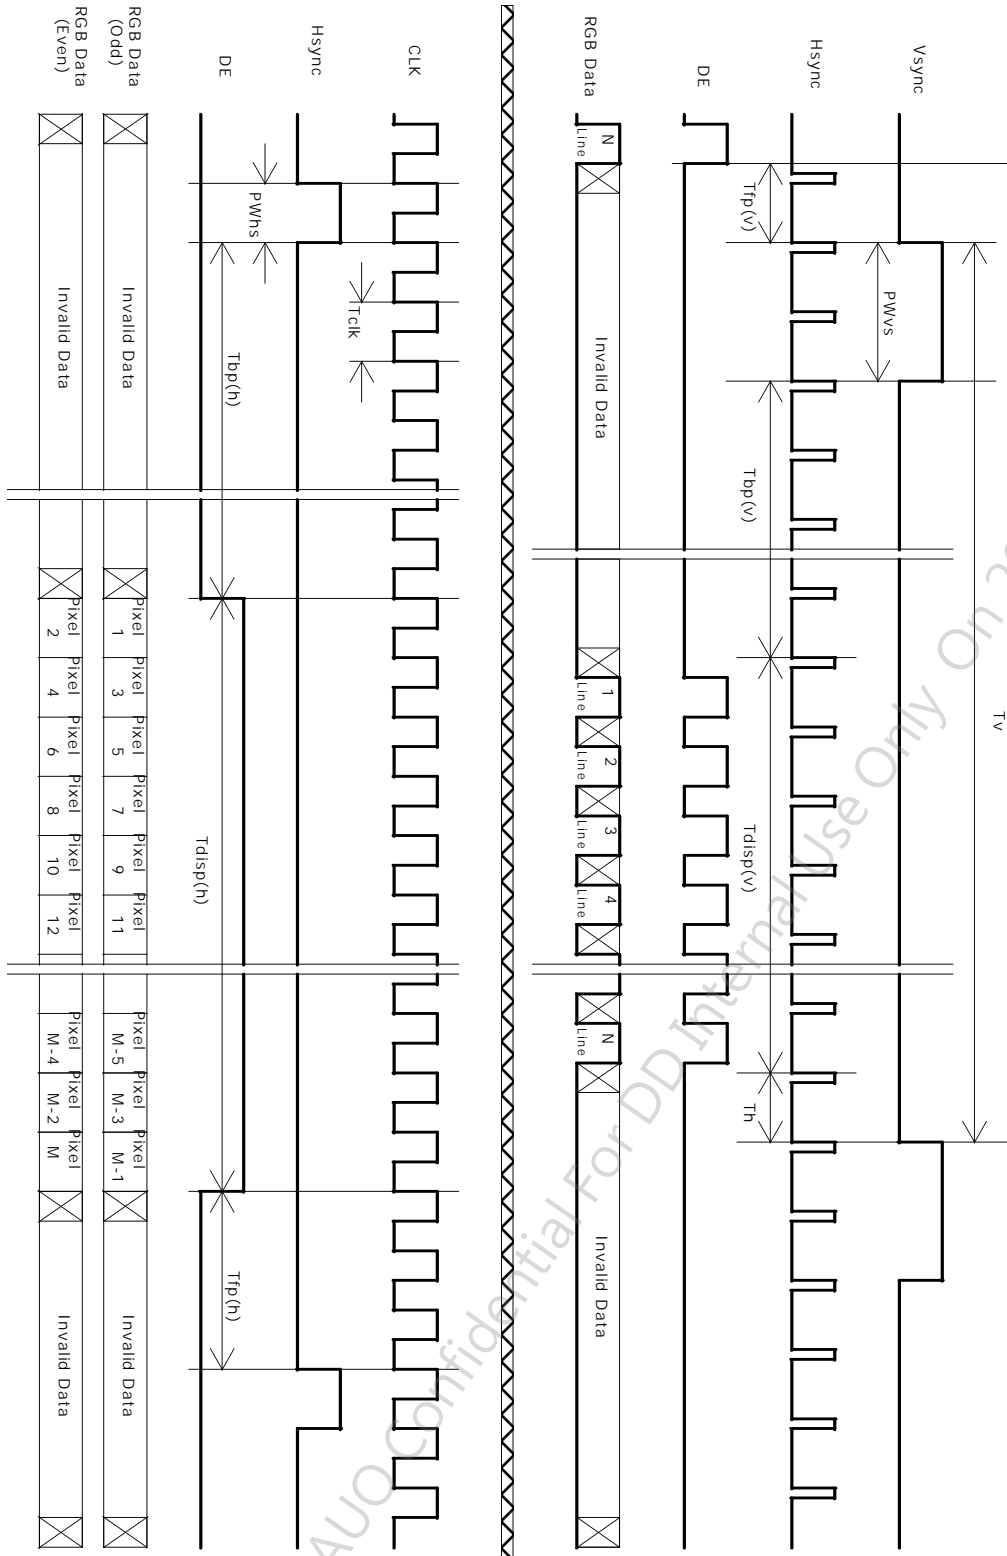 Vsync
Tv
PWvs
Hsync
Tfp(v)
Tbp(v)
Tdisp(v)
Th
DE
RGB Data
N
Line
Invalid Data
1
Line
2
Line
3
Line
4
Line
N
Line
Invalid Data
CLK
Tclk
Hsync
PWhs
Tbp(h)
Tdisp(h)
Tfp(h)
DE
RGB Data
(Odd)
Invalid Data
Pixel Pixel Pixel Pixel Pixel Pixel Pixel Pixel Pixel
1 3 5 7 9 11 M-5 M-3 M-1
Invalid Data
RGB Data
(Even)
Invalid Data
Pixel Pixel Pixel Pixel Pixel Pixel Pixel Pixel Pixel
2 4 6 8 10 12 M-4 M-2 M
Invalid Data
AUO Confidential For DD Internal Use Only On